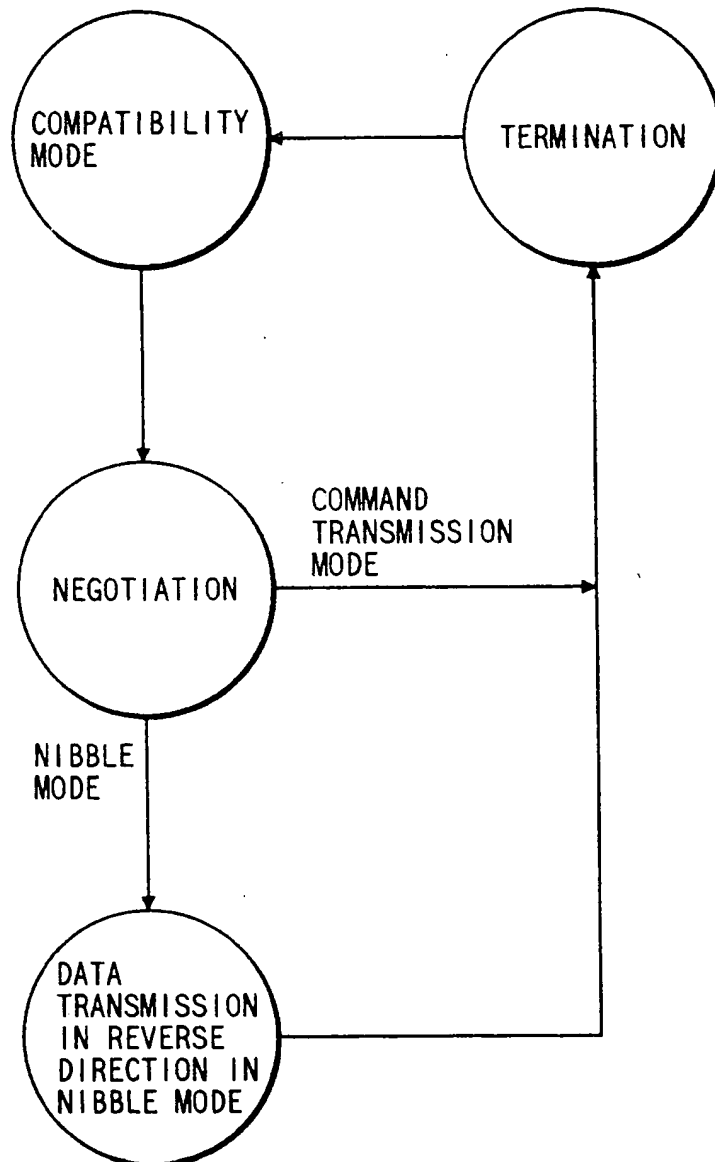 COMPATIBILITY
MODE
TERMINATION
NEGOTIATION
COMMAND
TRANSMISSION
MODE
NIBBLE
MODE
DATA
TRANSMISSION
IN REVERSE
DIRECTION IN
NIBBLE MODE